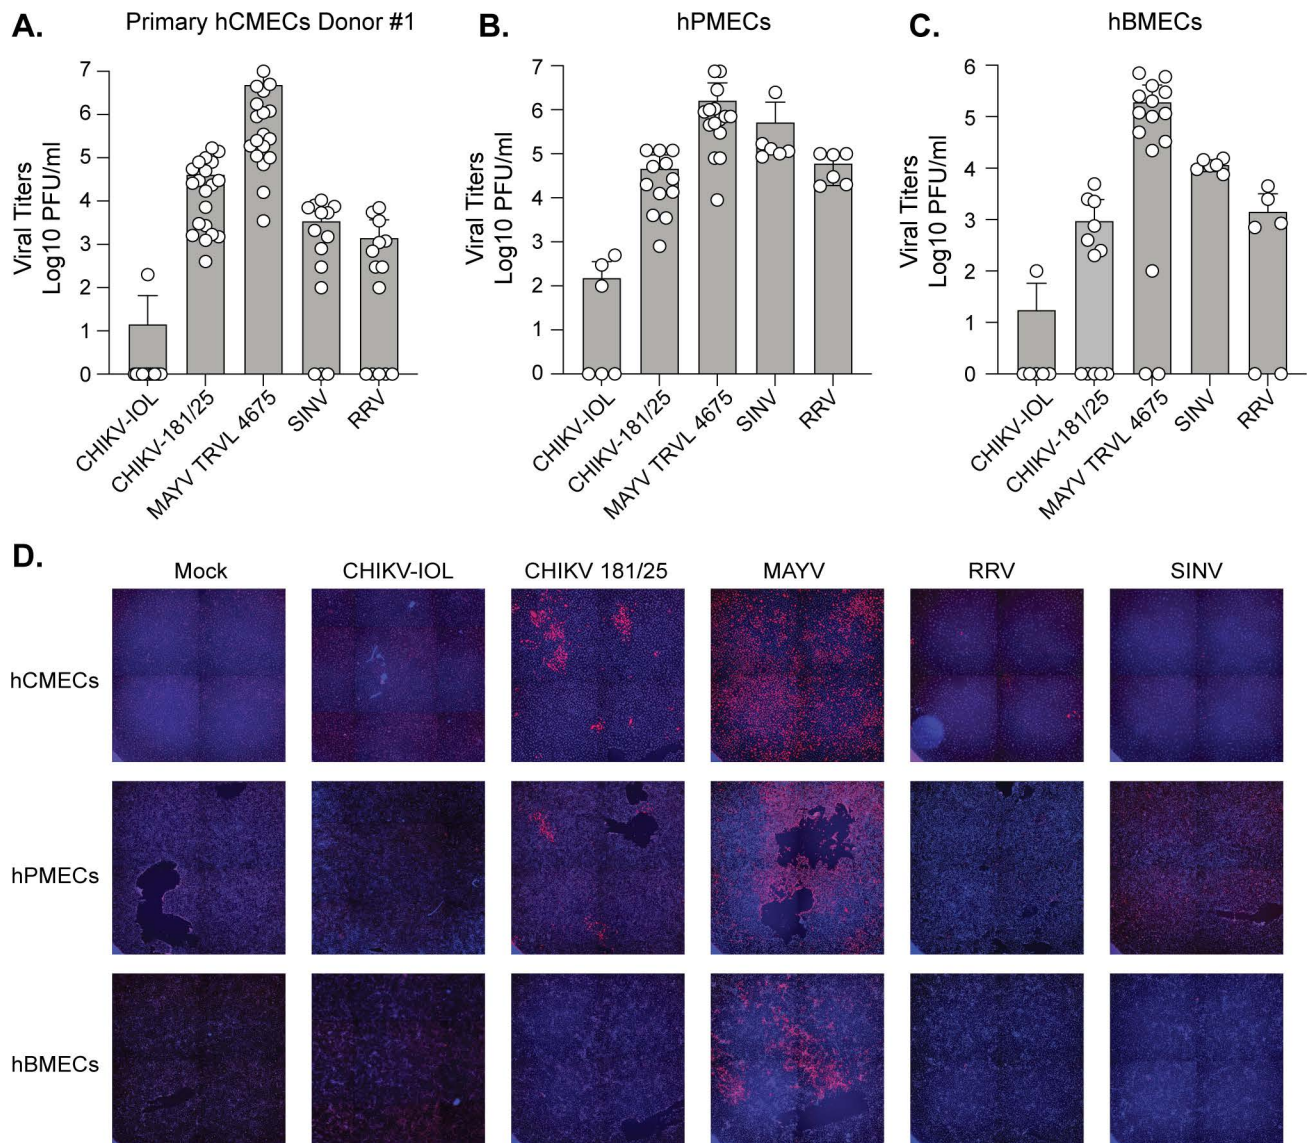 A.
Primary hCMECs Donor #1
Viral Titers
Log10 PFU/ml
7
6
5
4
3
2
1
0
CHIKV-IOL
CHIKV-181/25
MAYV TRVL 4675
SINV
RRV
B.
hPMECs
Viral Titers
Log10 PFU/ml
7
6
5
4
3
2
1
0
CHIKV-IOL
CHIKV-181/25
MAYV TRVL 4675
SINV
RRV
C.
hBMECs
Viral Titers
Log10 PFU/ml
6
5
4
3
2
1
0
CHIKV-IOL
CHIKV-181/25
MAYV TRVL 4675
SINV
RRV
D.
Mock CHIKV-IOL CHIKV 181/25 MAYV RRV SINV
hCMECs
hPMECs
hBMECs